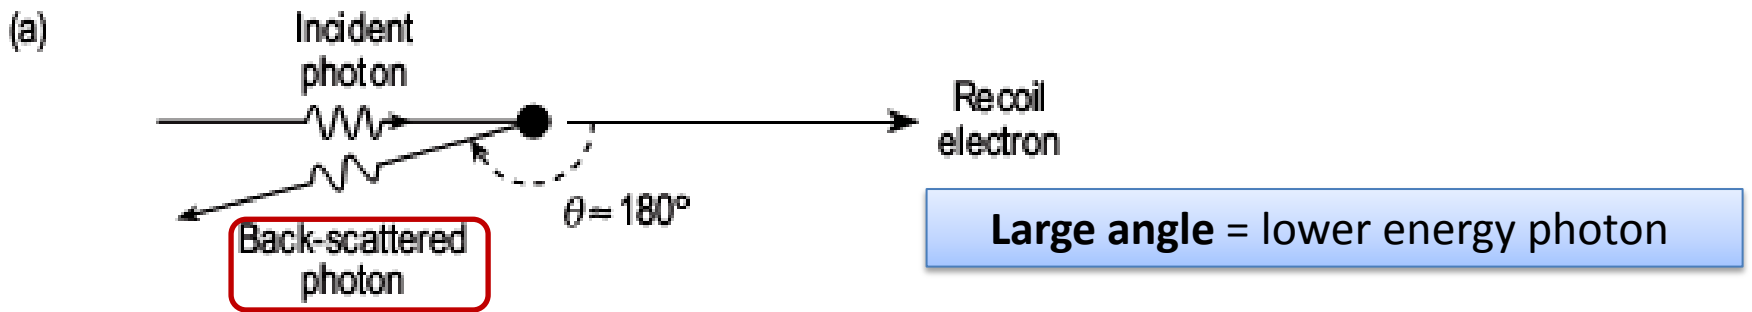 (a)
Incident
photon
Recoil
electron
θ≃180°
Back-scattered
photon
Large angle = lower energy photon